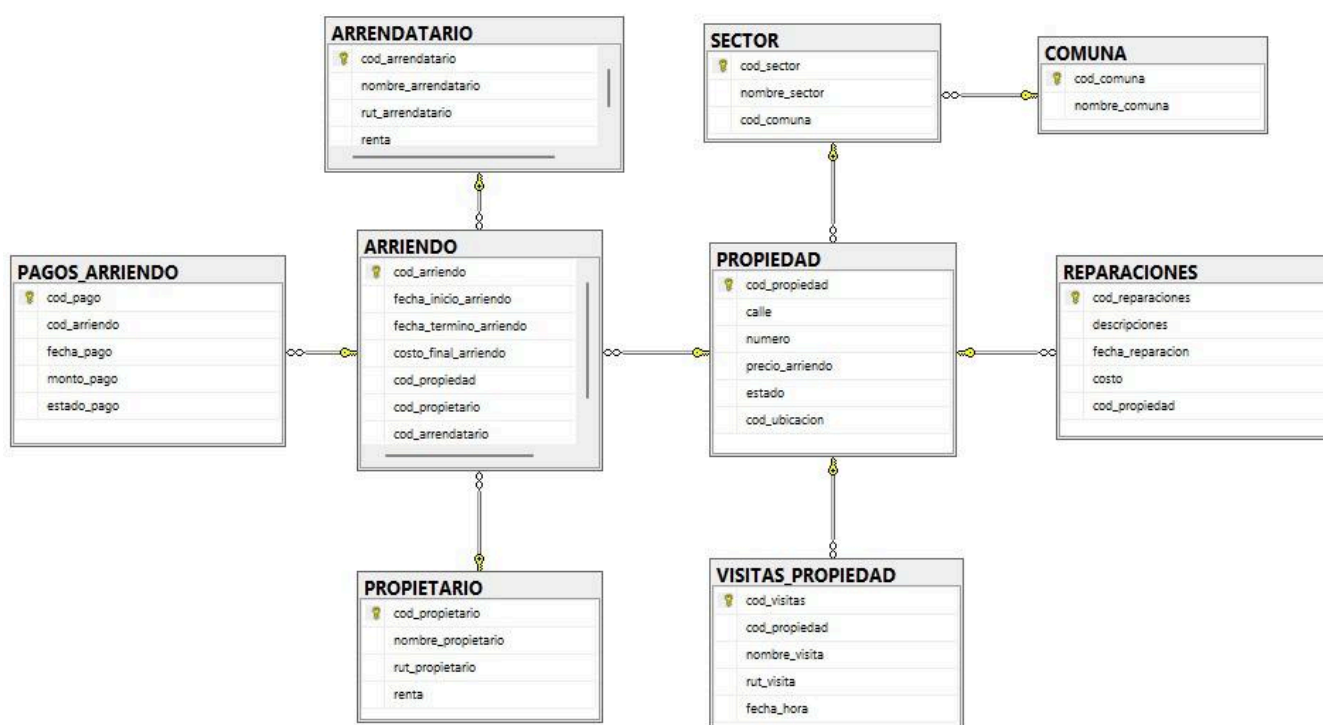 ARRENDATARIO
cod_arrendatario
nombre_arrendatario
rut_arrendatario
renta
SECTOR
cod_sector
nombre_sector
cod_comuna
COMUNA
cod_comuna
nombre_comuna
PAGOS_ARRIENDO
cod_pago
cod_arriendo
fecha_pago
monto_pago
estado_pago
ARRIENDO
cod_arriendo
fecha_inicio_arriendo
fecha_termino_arriendo
costo_final_arriendo
cod_propiedad
cod_propietario
cod_arrendatario
PROPIEDAD
cod_propiedad
calle
numero
precio_arriendo
estado
cod_ubicacion
REPARACIONES
cod_reparaciones
descripciones
fecha_reparacion
costo
cod_propiedad
PROPIETARIO
cod_propietario
nombre_propietario
rut_propietario
renta
VISITAS_PROPIEDAD
cod_visitas
cod_propiedad
nombre_visita
rut_visita
fecha_hora